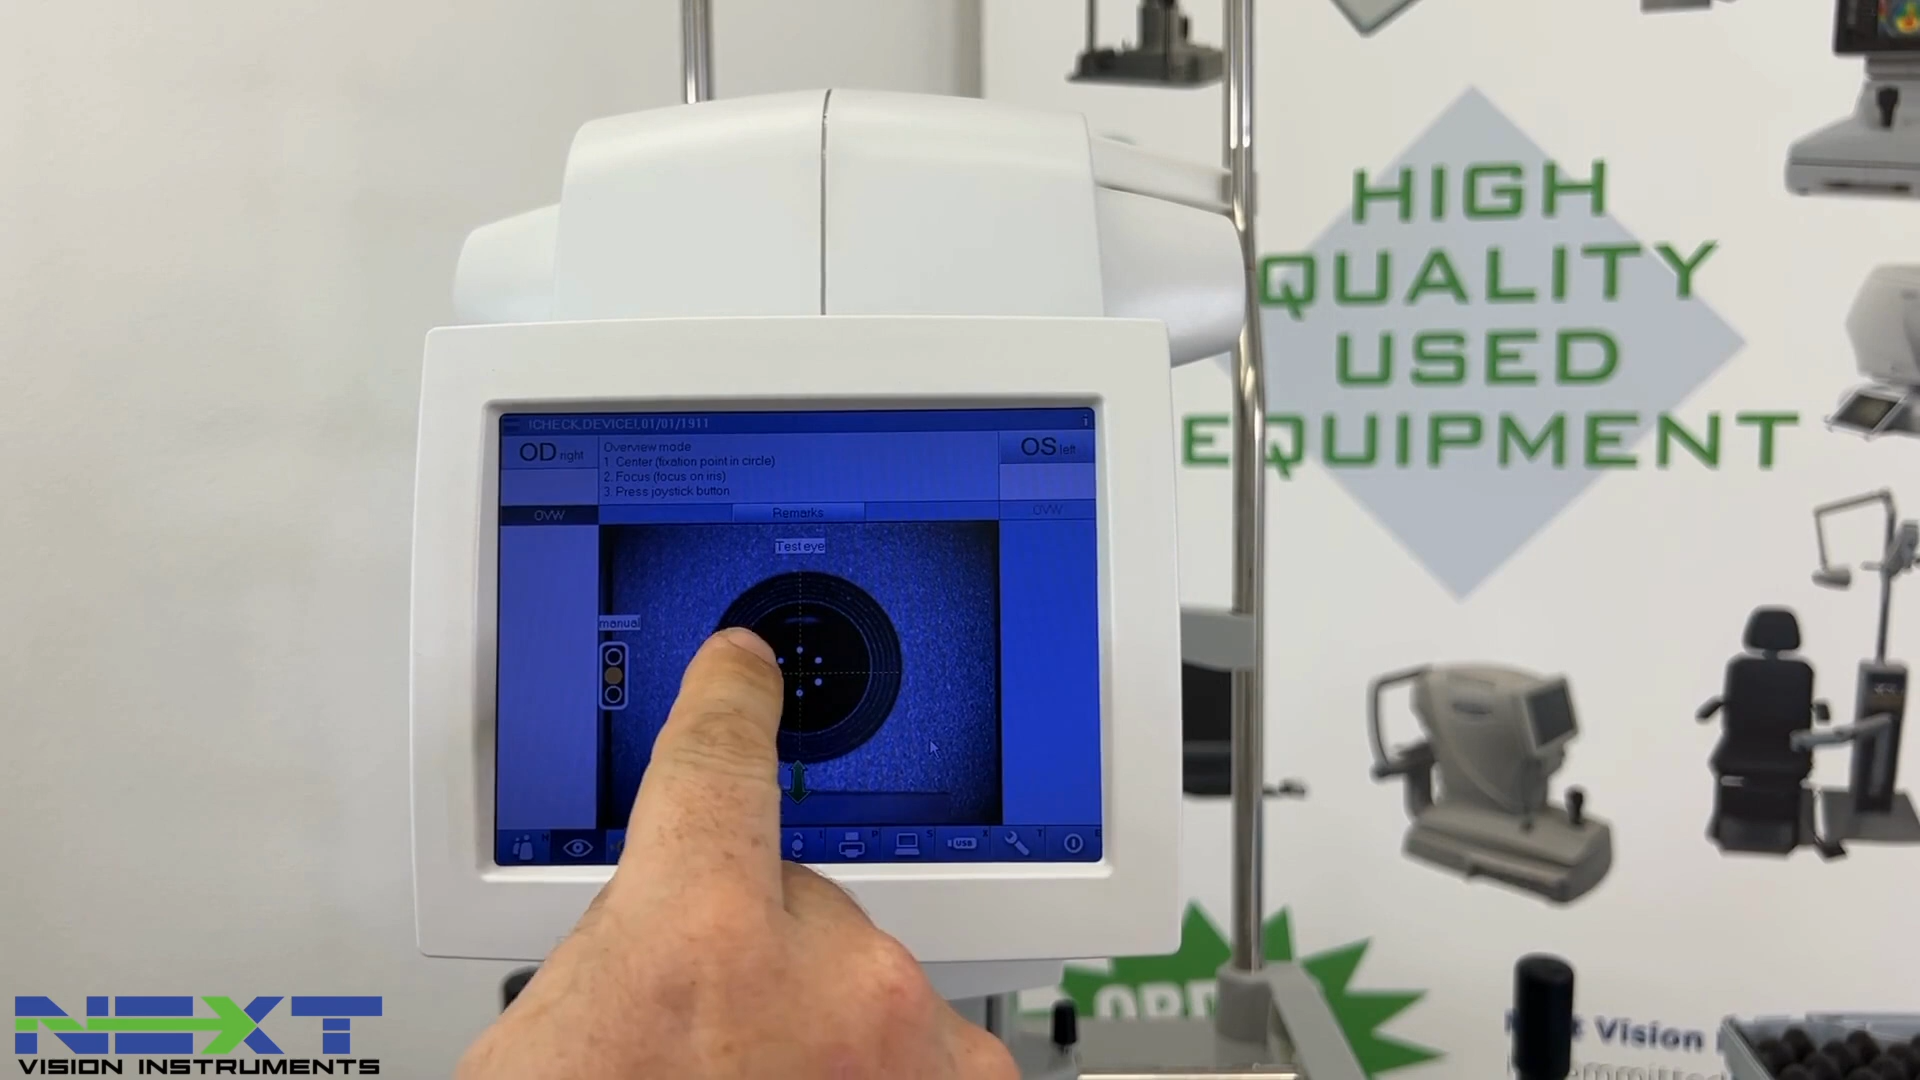 HIGH
QUALITY
USED
EQUIPMENT
!CHECK,DEVICE!,01/01/1911
i
OD right
Overview mode
1. Center (fixation point in circle)
2. Focus (focus on iris)
3. Press joystick button
OS left
OVW
Remarks
OVW
Test eye
manual
H
I
P
S
X
T
E
USB
NEXT
VISION INSTRUMENTS
Vision